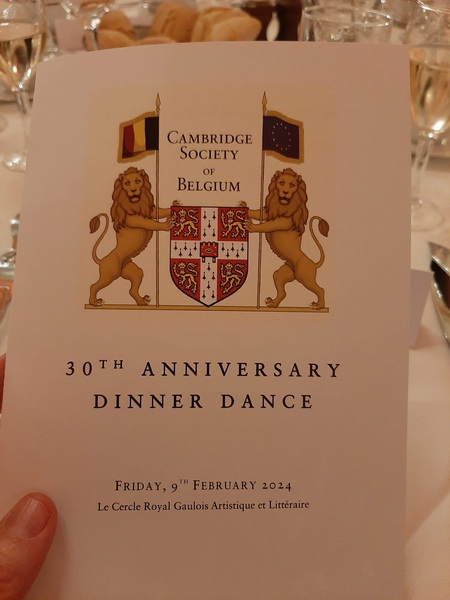 CAMBRIDGE
SOCIETY
OF
BELGIUM
30TH ANNIVERSARY
DINNER DANCE
FRIDAY, 9TH FEBRUARY 2024
Le Cercle Royal Gaulois Artistique et Littéraire